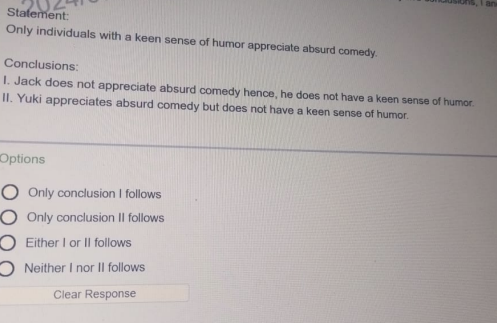 Statement:
Only individuals with a keen sense of humor appreciate absurd comedy.
Conclusions:
I. Jack does not appreciate absurd comedy hence, he does not have a keen sense of humor.
II. Yuki appreciates absurd comedy but does not have a keen sense of humor.
Options
Only conclusion I follows
Only conclusion II follows
Either I or II follows
Neither I nor II follows
Clear Response